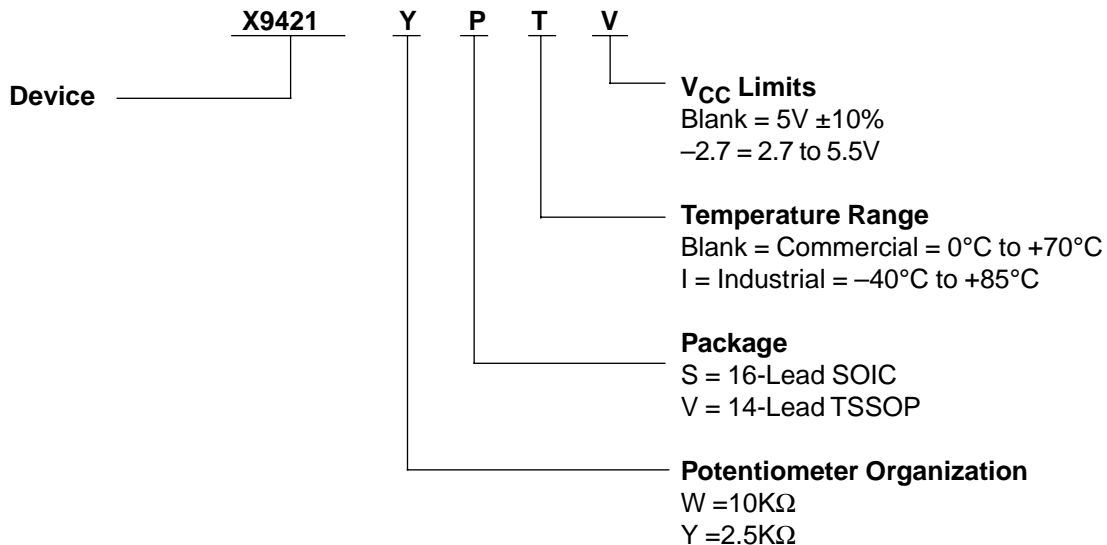 X9421 Y P T V
Device
VCC Limits
Blank = 5V ±10%
–2.7 = 2.7 to 5.5V
Temperature Range
Blank = Commercial = 0°C to +70°C
I = Industrial = –40°C to +85°C
Package
S = 16-Lead SOIC
V = 14-Lead TSSOP
Potentiometer Organization
W =10KΩ
Y =2.5KΩ